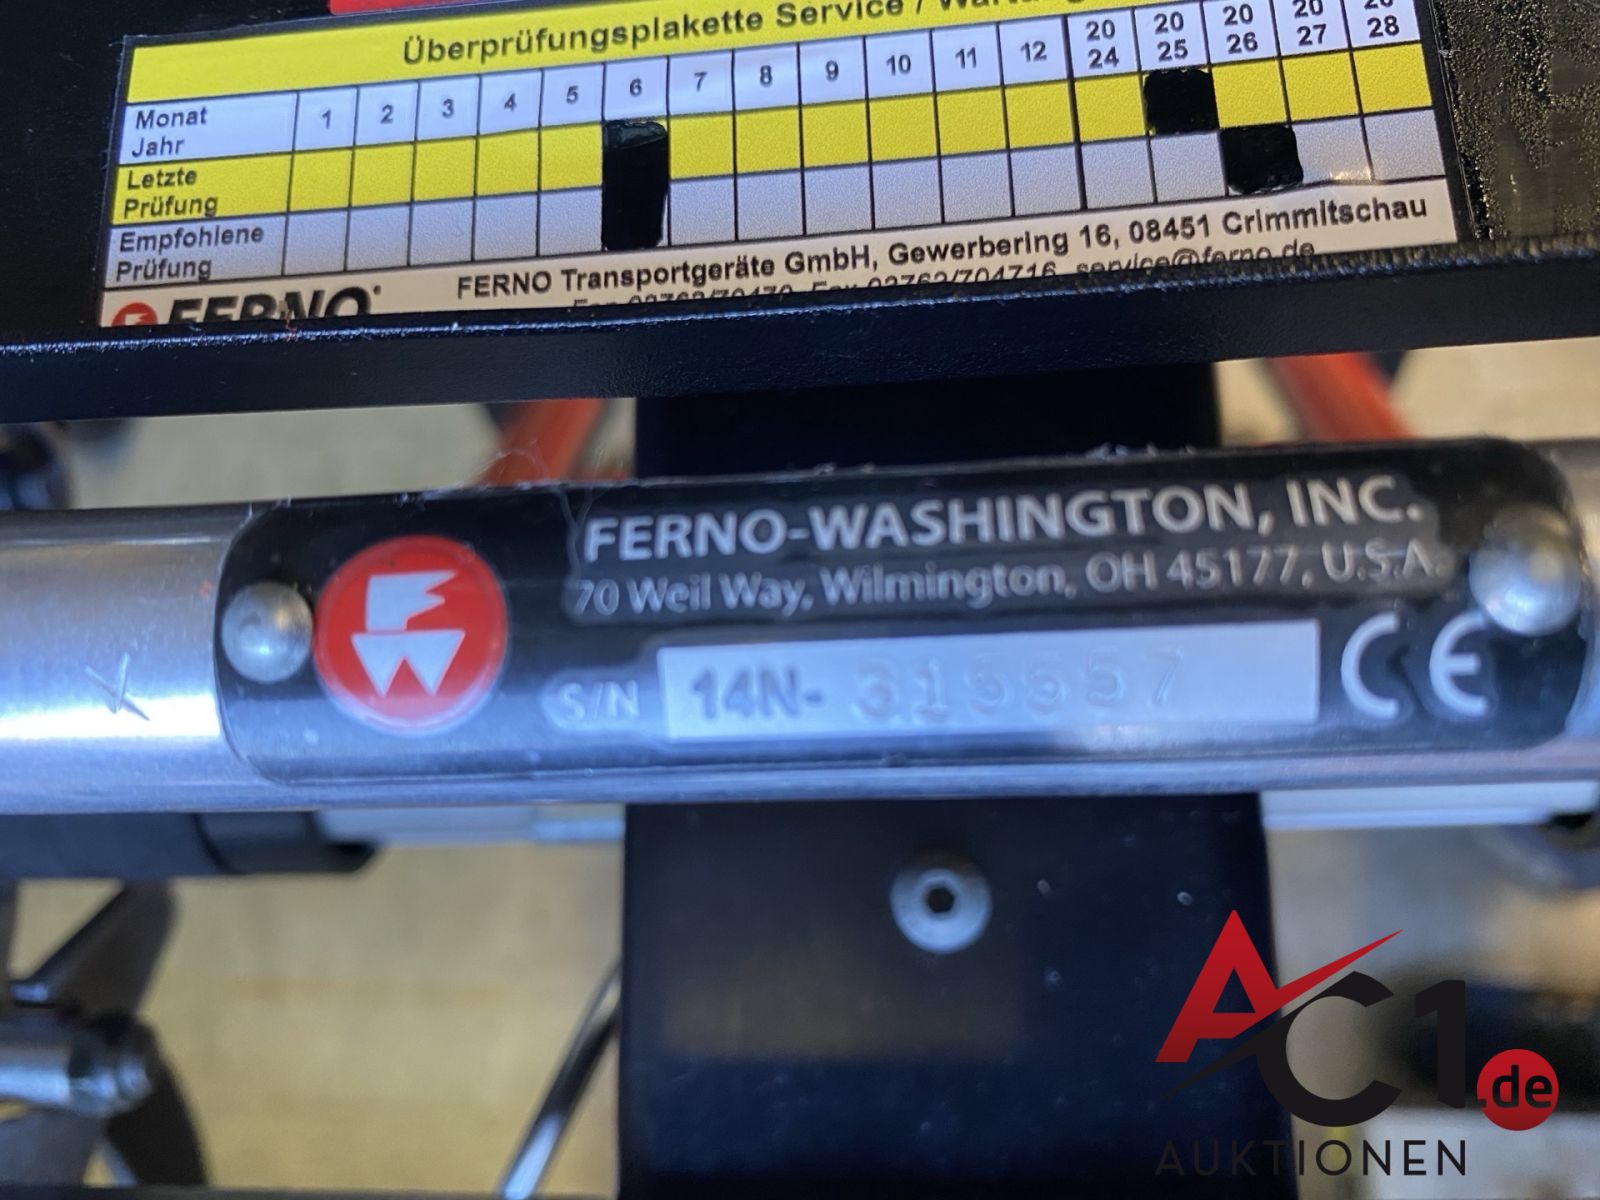 Überprüfungsplakette Service /
Monat 1 2 3 4 5 6 7 8 9 10 11 12 20 20 20 20 20
Jahr 24 25 26 27 28
Letzte
Prüfung
Empfohlene
Prüfung
FERNO Transportgeräte GmbH, Gewerbering 16, 08451 Crimmitschau
FERNO
FERNO-WASHINGTON, INC.
70 Weil Way, Wilmington, OH 45177, U.S.A.
S/N 14N- CE
AC1.de
AUKTIONEN